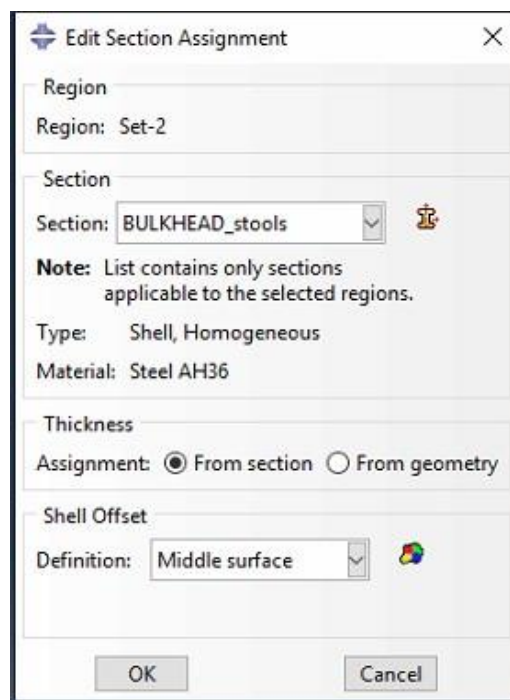 Edit Section Assignment
Region
Region: Set-2
Section
Section: BULKHEAD_stools
Note: List contains only sections
applicable to the selected regions.
Type: Shell, Homogeneous
Material: Steel AH36
Thickness
Assignment: From section From geometry
Shell Offset
Definition: Middle surface
OK Cancel